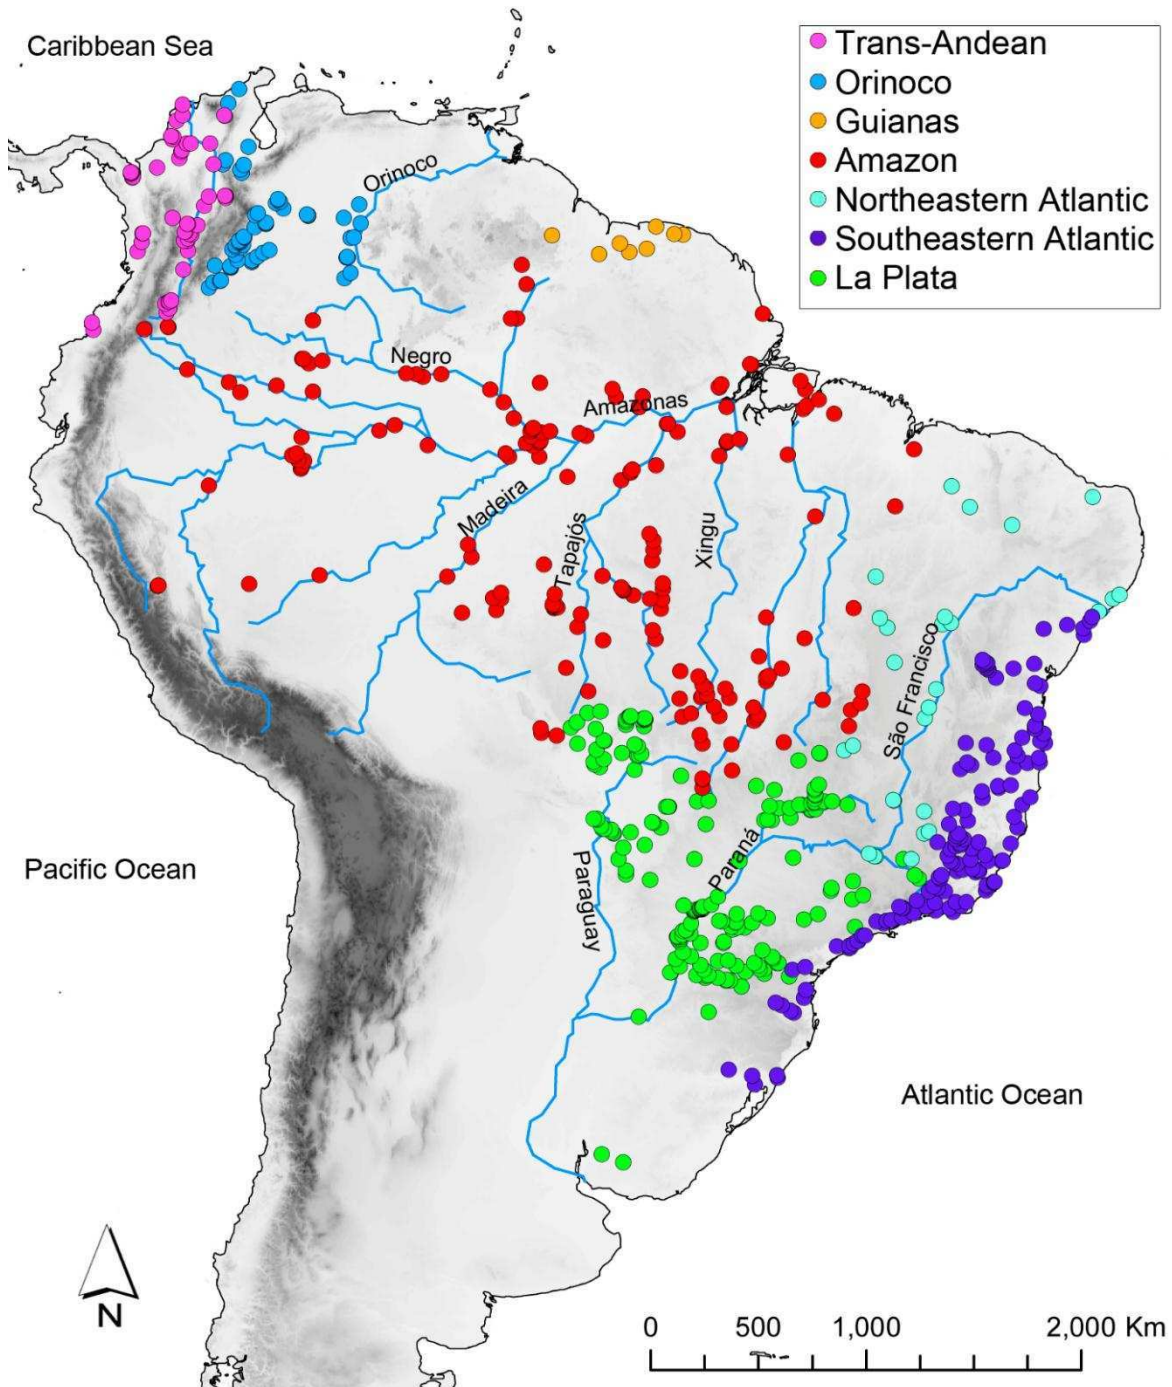 Caribbean Sea
Trans-Andean
Orinoco
Guianas
Amazon
Northeastern Atlantic
Southeastern Atlantic
La Plata
Orinoco
Negro
Amazonas
Madeira
Tapajós
Xingu
São Francisco
Pacific Ocean
Paraná
Paraguay
Atlantic Ocean
N
0 500 1,000 2,000 Km